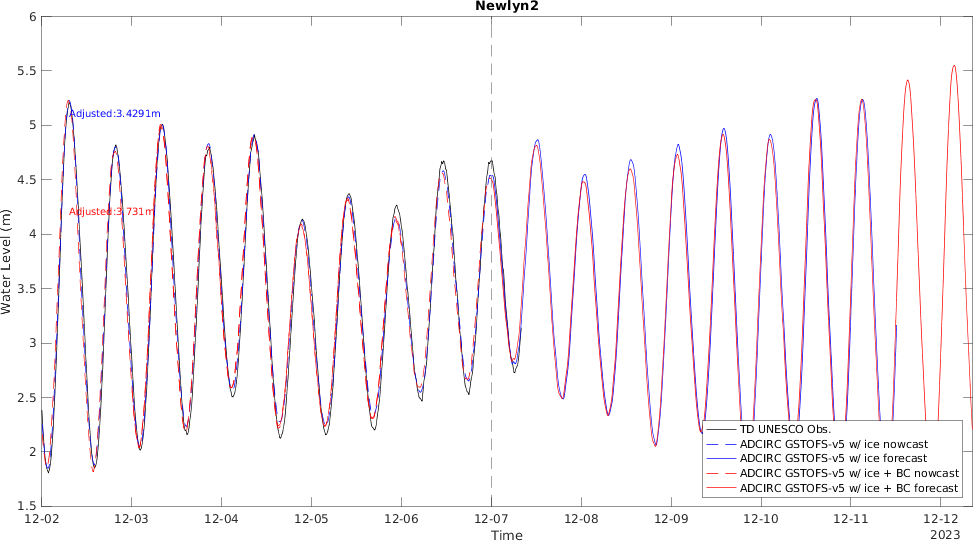 Newlyn2
6
5.5
5
4.5
4
3.5
3
2.5
2
1.5
Water Level (m)
Adjusted:3.4291m
Adjusted:3.731m
TD UNESCO Obs.
ADCIRC GSTOFS-v5 w/ ice nowcast
ADCIRC GSTOFS-v5 w/ ice forecast
ADCIRC GSTOFS-v5 w/ ice + BC nowcast
ADCIRC GSTOFS-v5 w/ ice + BC forecast
12-02 12-03 12-04 12-05 12-06 12-07 12-08 12-09 12-10 12-11 12-12
Time 2023